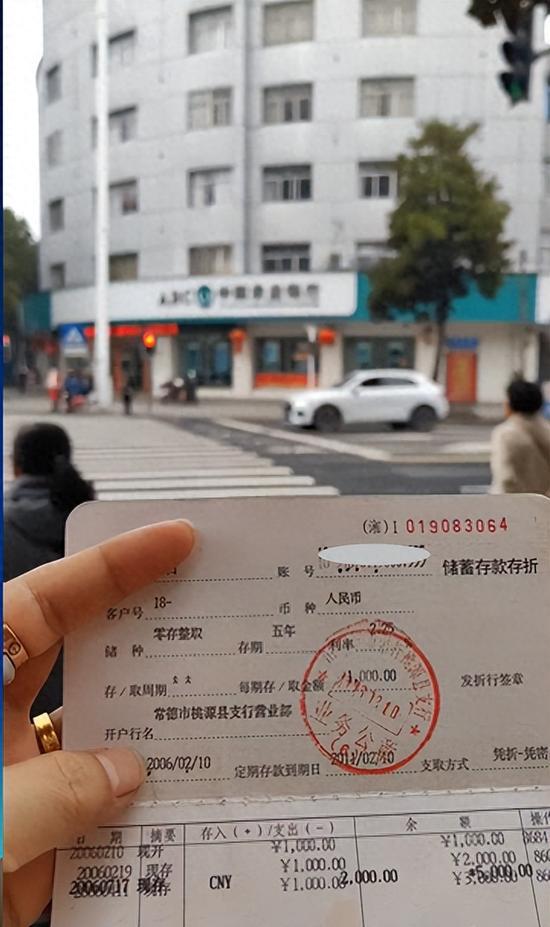 ABC 中国农业银行
(湘)I 019083064
账 号
储蓄存款存折
客户号 18- 币 种 人民币
储 种 零存整取 存期 五年 利率 2.25
存/取周期 每期存/取金额 1,000.00 发折行签章
开户行名 常德市桃源县支行营业部
2006/02/10 定期存款到期日 2011/02/10 支取方式 凭折-凭密
日 期 摘要 存入(+)/支出(-) 余 额
20060210 现开 ¥1,000.00 ¥1,000.00
20060219 现存 ¥1,000.00 ¥2,000.00
20060717 现存 CNY 2,000.00 *5,000.00
¥1,000.00
业务公章